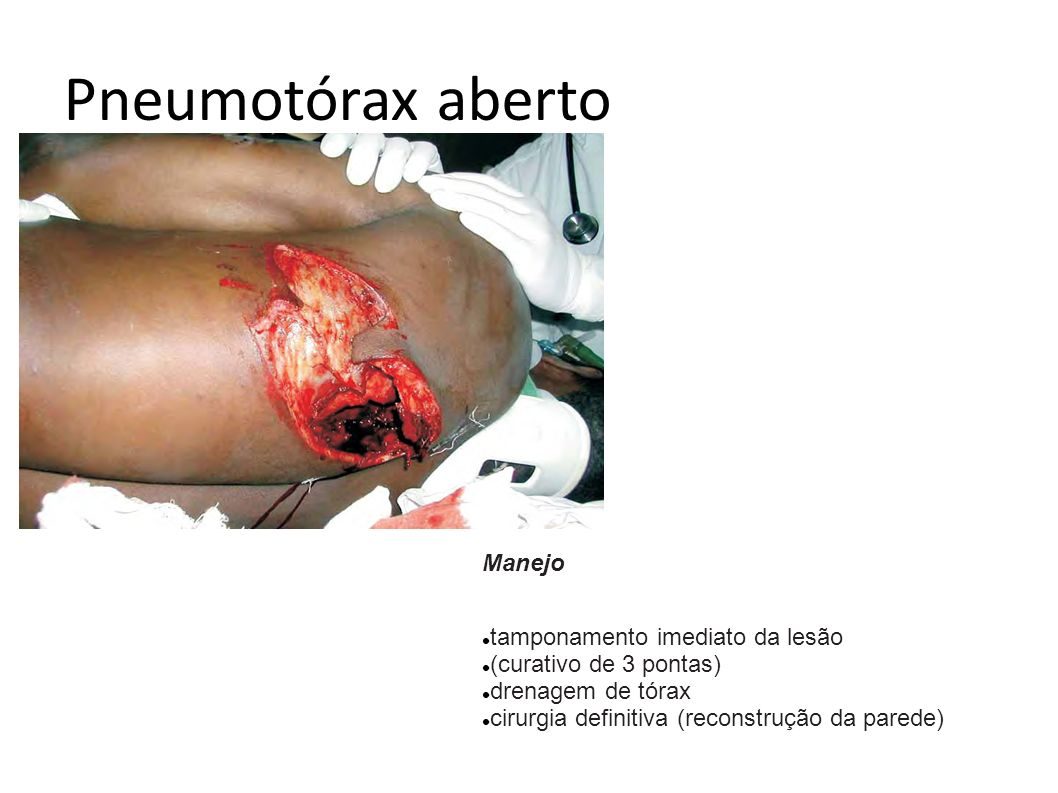 Pneumotórax aberto
Manejo
●tamponamento imediato da lesão
●(curativo de 3 pontas)
●drenagem de tórax
●cirurgia definitiva (reconstrução da parede)